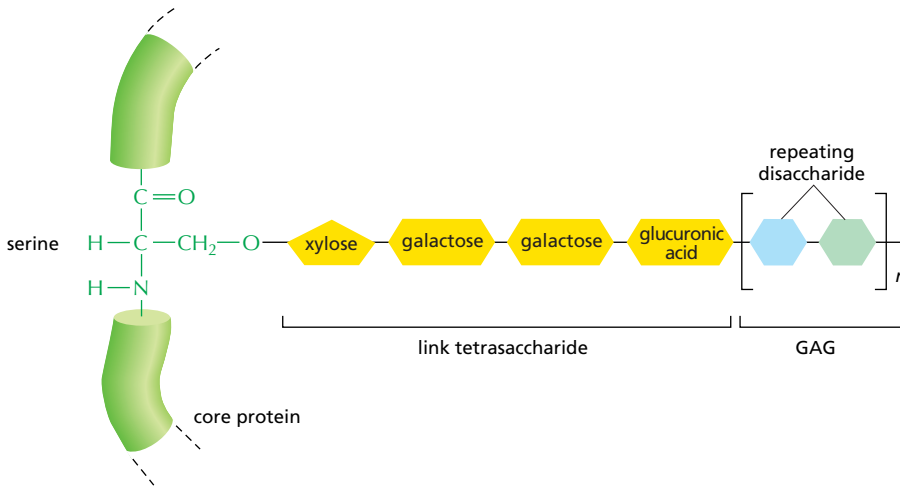 repeating
disaccharide
C=O
serine H—C—CH₂—O— xylose galactose galactose glucuronic
acid
H—N
n
link tetrasaccharide GAG
core protein